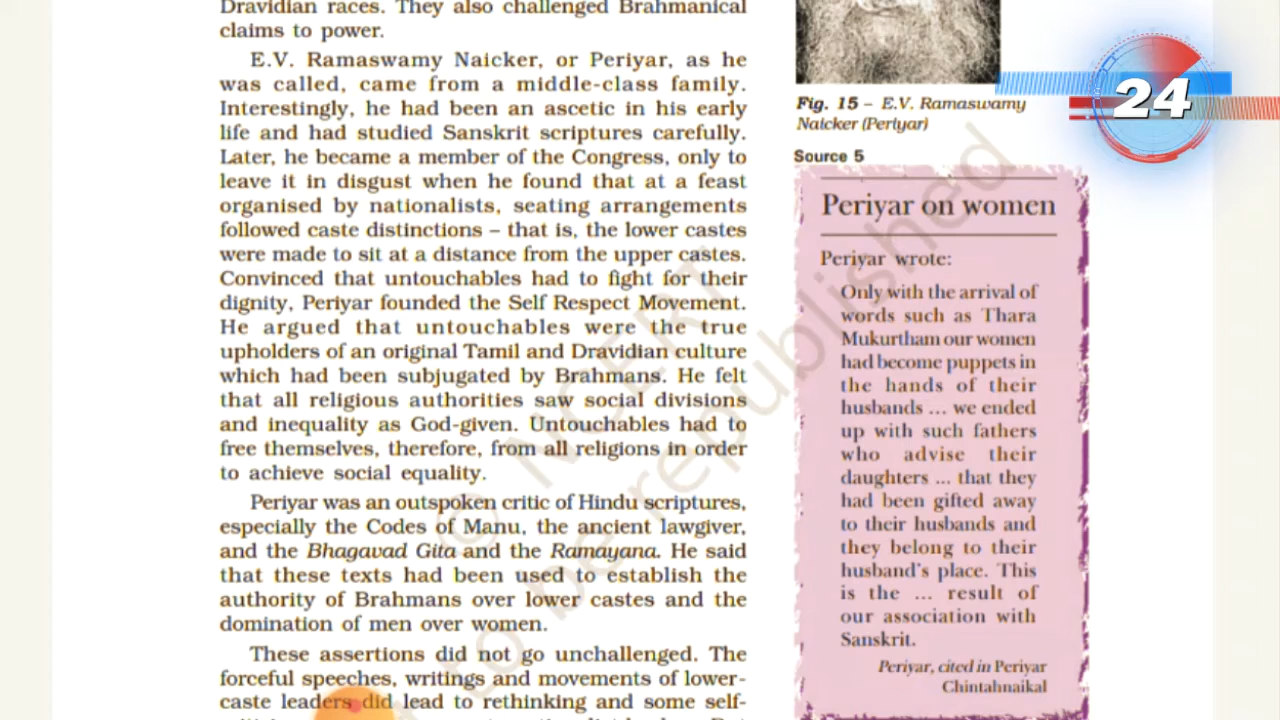 Dravidian races. They also challenged Brahmanical
claims to power.
E.V. Ramaswamy Naicker, or Periyar, as he
was called, came from a middle-class family.
Interestingly, he had been an ascetic in his early
life and had studied Sanskrit scriptures carefully.
Later, he became a member of the Congress, only to
leave it in disgust when he found that at a feast
organised by nationalists, seating arrangements
followed caste distinctions – that is, the lower castes
were made to sit at a distance from the upper castes.
Convinced that untouchables had to fight for their
dignity, Periyar founded the Self Respect Movement.
He argued that untouchables were the true
upholders of an original Tamil and Dravidian culture
which had been subjugated by Brahmans. He felt
that all religious authorities saw social divisions
and inequality as God-given. Untouchables had to
free themselves, therefore, from all religions in order
to achieve social equality.
Periyar was an outspoken critic of Hindu scriptures,
especially the Codes of Manu, the ancient lawgiver,
and the Bhagavad Gita and the Ramayana. He said
that these texts had been used to establish the
authority of Brahmans over lower castes and the
domination of men over women.
These assertions did not go unchallenged. The
forceful speeches, writings and movements of lower-
caste leaders did lead to rethinking and some self-
Fig. 15 – E.V. Ramaswamy
Naicker (Periyar)
Source 5
Periyar on women
Periyar wrote:
Only with the arrival of
words such as Thara
Mukurtham our women
had become puppets in
the hands of their
husbands ... we ended
up with such fathers
who advise their
daughters ... that they
had been gifted away
to their husbands and
they belong to their
husband's place. This
is the ... result of
our association with
Sanskrit.
Periyar, cited in Periyar
Chintahnaikal
24
© NCERT
to be republished